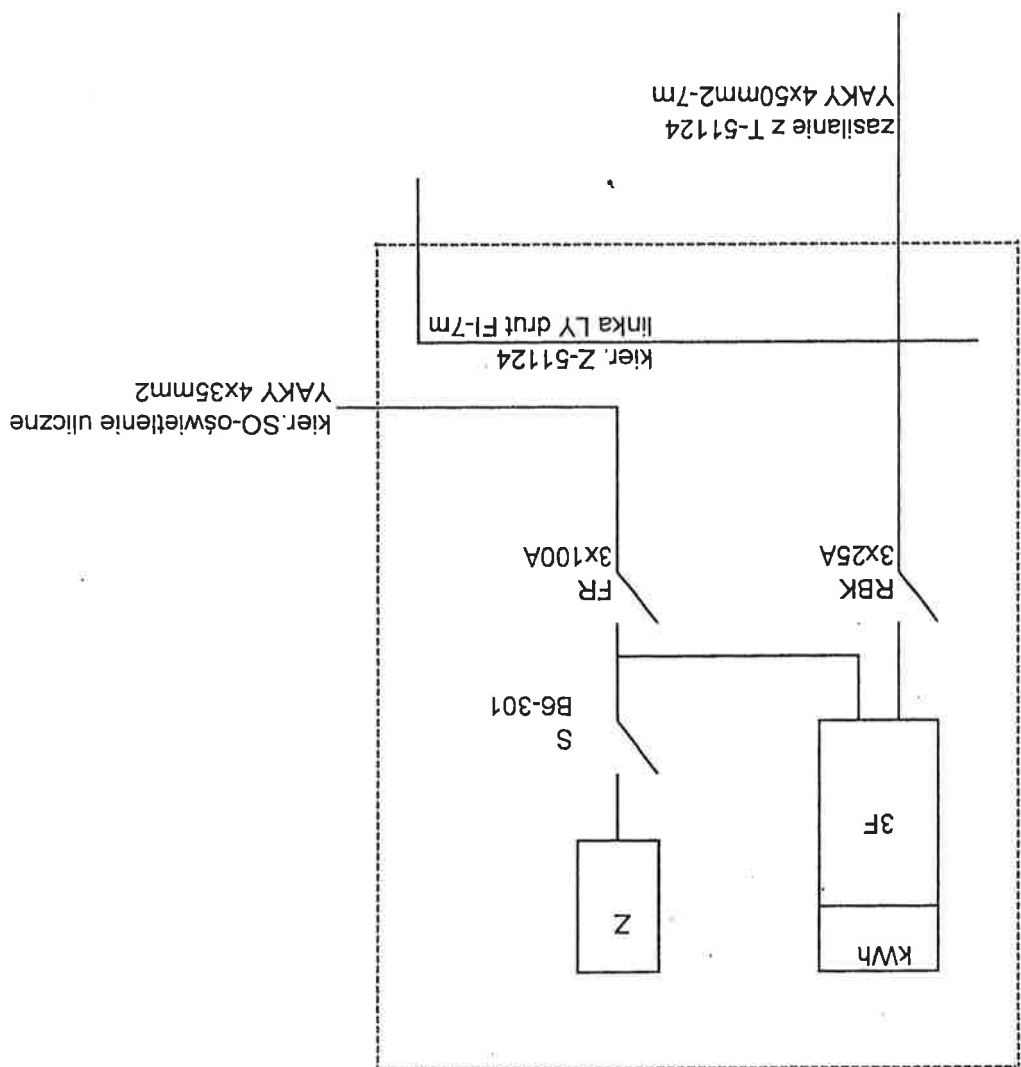 kWh
Z
3F
S
B6-301
RBK
3x25A
FR
3x100A
kier.SO-oświetlenie uliczne
YAKY 4x35mm2
kier. Z-51124
linka LY drut FI-7m
zasilanie z T-51124
YAKY 4x50mm2-7m